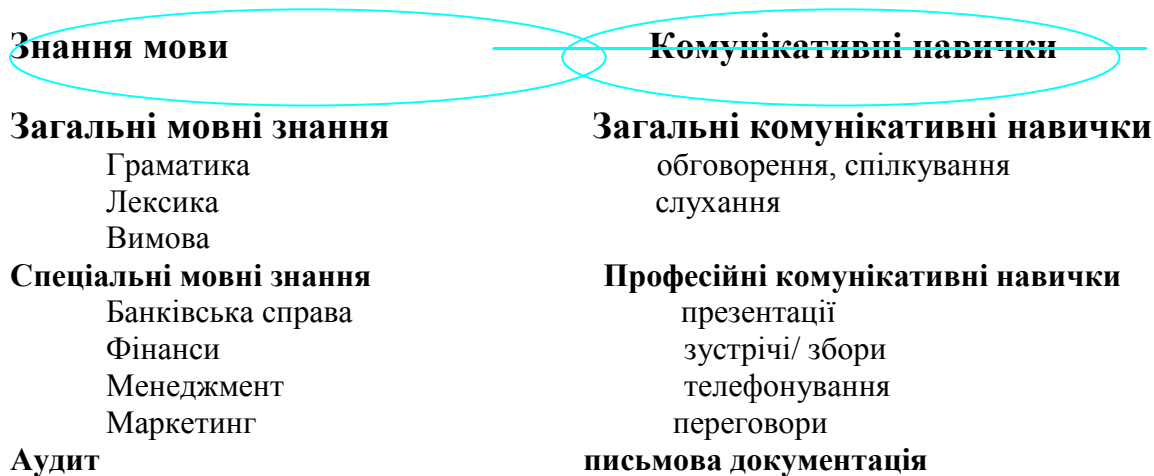 Знання мови Комунікативні навички
Загальні мовні знання Загальні комунікативні навички
Граматика обговорення, спілкування
Лексика слухання
Вимова
Спеціальні мовні знання Професійні комунікативні навички
Банківська справа презентації
Фінанси зустрічі/ збори
Менеджмент телефонування
Маркетинг переговори
Аудит письмова документація